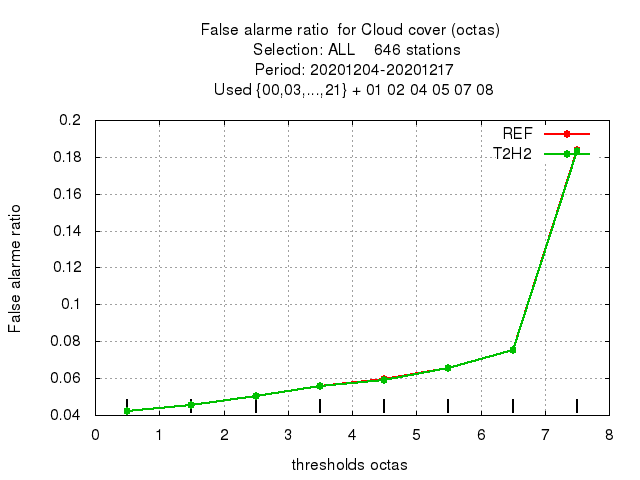 False alarme ratio  for Cloud cover (octas)
Selection: ALL    646 stations
Period: 20201204-20201217
Used {00,03,...,21} + 01 02 04 05 07 08
REF
T2H2
0.2
0.18
0.16
0.14
0.12
0.1
0.08
0.06
0.04
False alarme ratio
0 1 2 3 4 5 6 7 8
thresholds octas